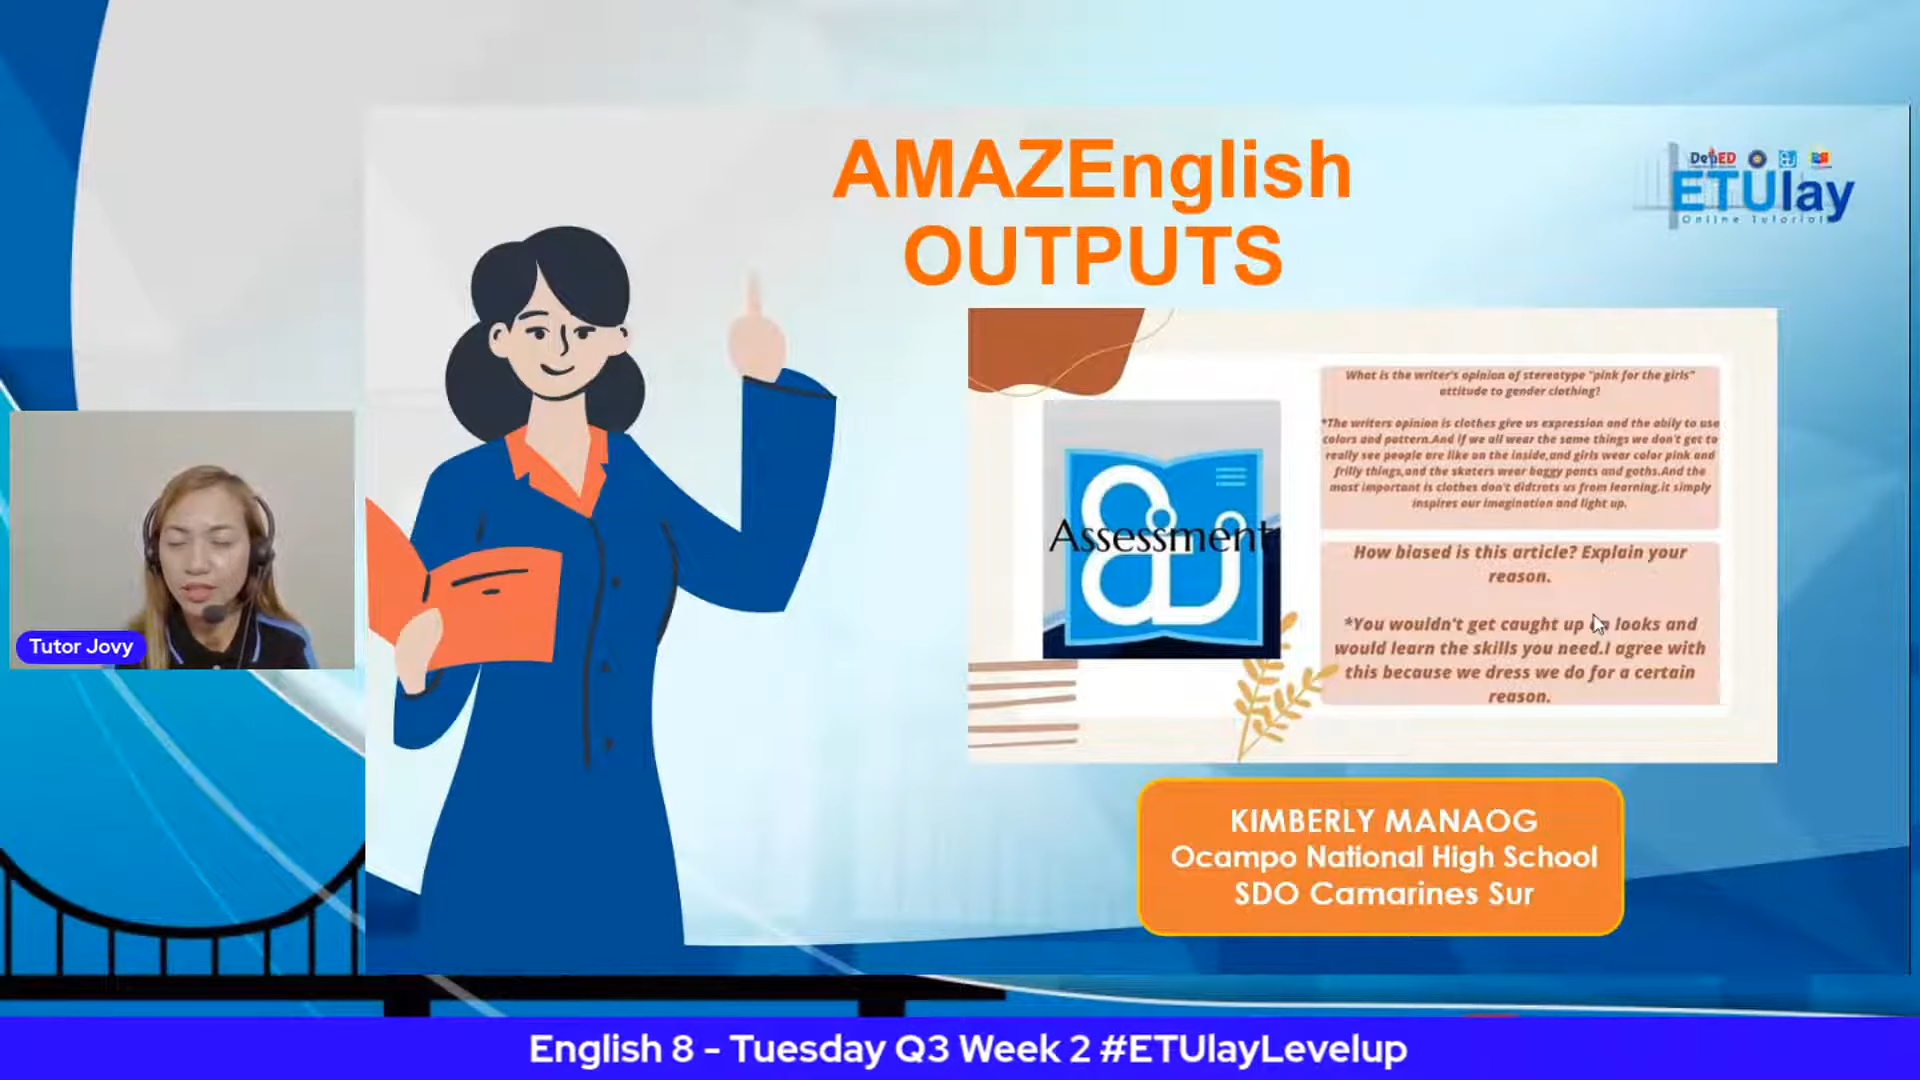 AMAZEnglish
OUTPUTS
DepED
ETUlay
Online Tutorial
What is the writer's opinion of stereotype "pink for the girls"
attitude to gender clothing?
*The writers opinion is clothes give us expression and the abily to use
colors and pattern.And if we all wear the same things we don't get to
really see people are like on the inside,and girls wear color pink and
frilly things,and the skaters wear baggy pants and goths.And the
most important is clothes don't didtrots us from learning.it simply
inspires our imagination and light up.
Assessment
How biased is this article? Explain your
reason.
*You wouldn't get caught up looks and
would learn the skills you need.I agree with
this because we dress we do for a certain
reason.
Tutor Jovy
KIMBERLY MANAOG
Ocampo National High School
SDO Camarines Sur
English 8 - Tuesday Q3 Week 2 #ETUlayLevelup